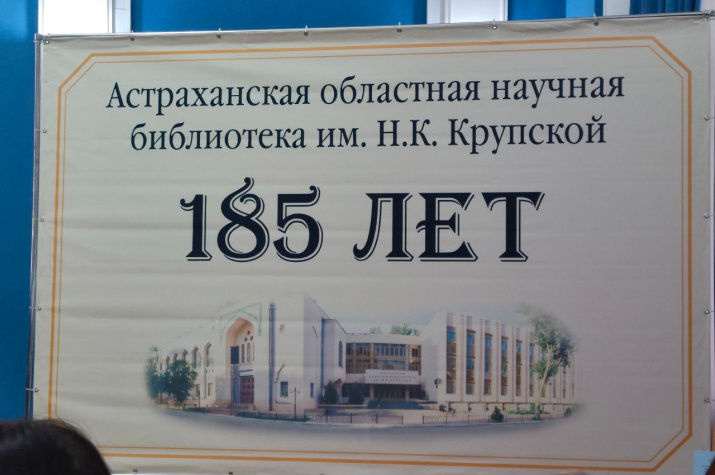 Астраханская областная научная
библиотека им. Н.К. Крупской
185 ЛЕТ